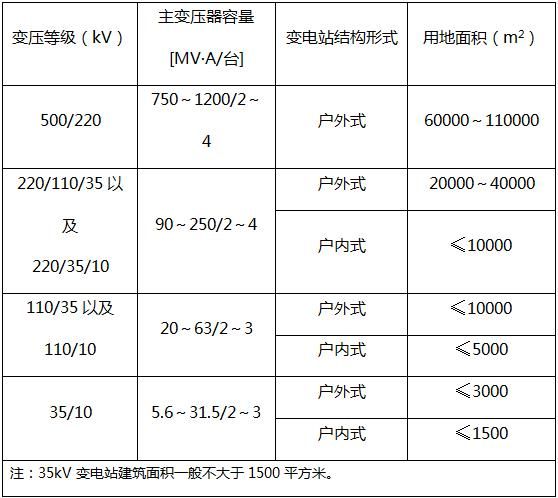 变压等级（kV）
主变压器容量
[MV·A/台]
变电站结构形式
用地面积（m²）
500/220
750～1200/2～
4
户外式
60000～110000
220/110/35 以
及
220/35/10
90～250/2～4
户外式
20000～40000
户内式
≤10000
110/35 以及
110/10
20～63/2～3
户外式
≤10000
户内式
≤5000
35/10
5.6～31.5/2～3
户外式
≤3000
户内式
≤1500
注：35kV 变电站建筑面积一般不大于 1500 平方米。